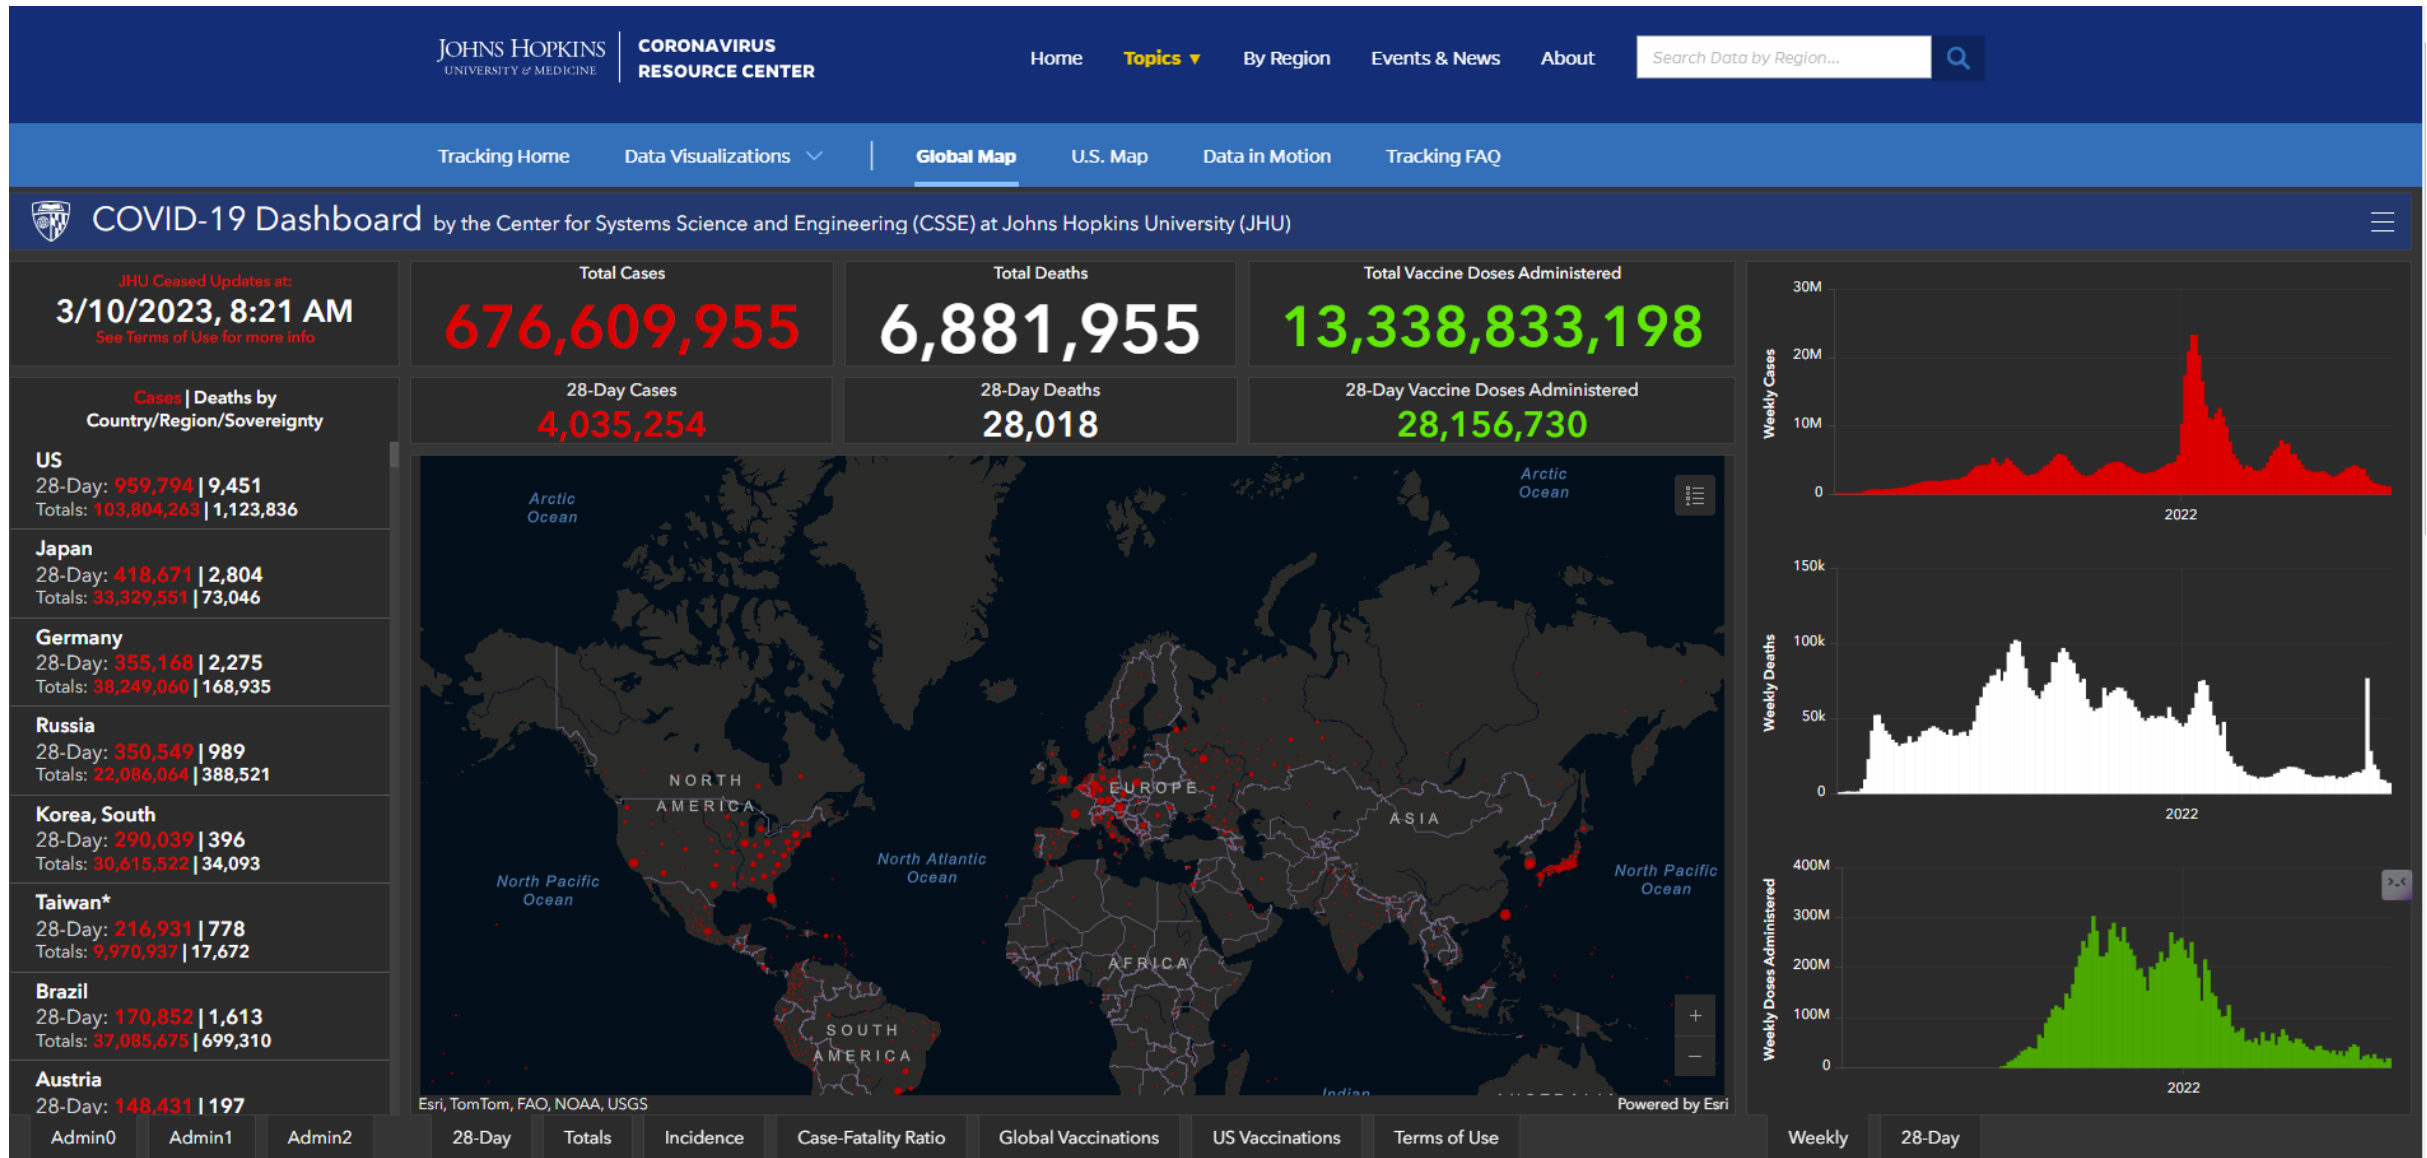 JOHNS HOPKINS
UNIVERSITY & MEDICINE
CORONAVIRUS
RESOURCE CENTER
Home
Topics ▼
By Region
Events & News
About
Search Data by Region...
Tracking Home
Data Visualizations
Global Map
U.S. Map
Data in Motion
Tracking FAQ
COVID-19 Dashboard by the Center for Systems Science and Engineering (CSSE) at Johns Hopkins University (JHU)
JHU Ceased Updates at:
3/10/2023, 8:21 AM
See Terms of Use for more info
Total Cases
676,609,955
Total Deaths
6,881,955
Total Vaccine Doses Administered
13,338,833,198
28-Day Cases
4,035,254
28-Day Deaths
28,018
28-Day Vaccine Doses Administered
28,156,730
Cases | Deaths by
Country/Region/Sovereignty
US
28-Day: 959,794 | 9,451
Totals: 103,804,263 | 1,123,836
Japan
28-Day: 418,671 | 2,804
Totals: 33,329,551 | 73,046
Germany
28-Day: 355,168 | 2,275
Totals: 38,249,060 | 168,935
Russia
28-Day: 350,549 | 989
Totals: 22,086,064 | 388,521
Korea, South
28-Day: 290,039 | 396
Totals: 30,615,522 | 34,093
Taiwan*
28-Day: 216,931 | 778
Totals: 9,970,937 | 17,672
Brazil
28-Day: 170,852 | 1,613
Totals: 37,085,675 | 699,310
Austria
28-Day: 148,431 | 197
Admin0
Admin1
Admin2
Arctic
Ocean
Arctic
Ocean
NORTH
AMERICA
EUROPE
ASIA
North Atlantic
Ocean
North Pacific
Ocean
North Pacific
Ocean
AFRICA
SOUTH
AMERICA
Indian
Esri, TomTom, FAO, NOAA, USGS
Powered by Esri
28-Day
Totals
Incidence
Case-Fatality Ratio
Global Vaccinations
US Vaccinations
Terms of Use
Weekly Cases
30M
20M
10M
0
2022
Weekly Deaths
150k
100k
50k
0
2022
Weekly Doses Administered
400M
300M
200M
100M
0
2022
Weekly
28-Day